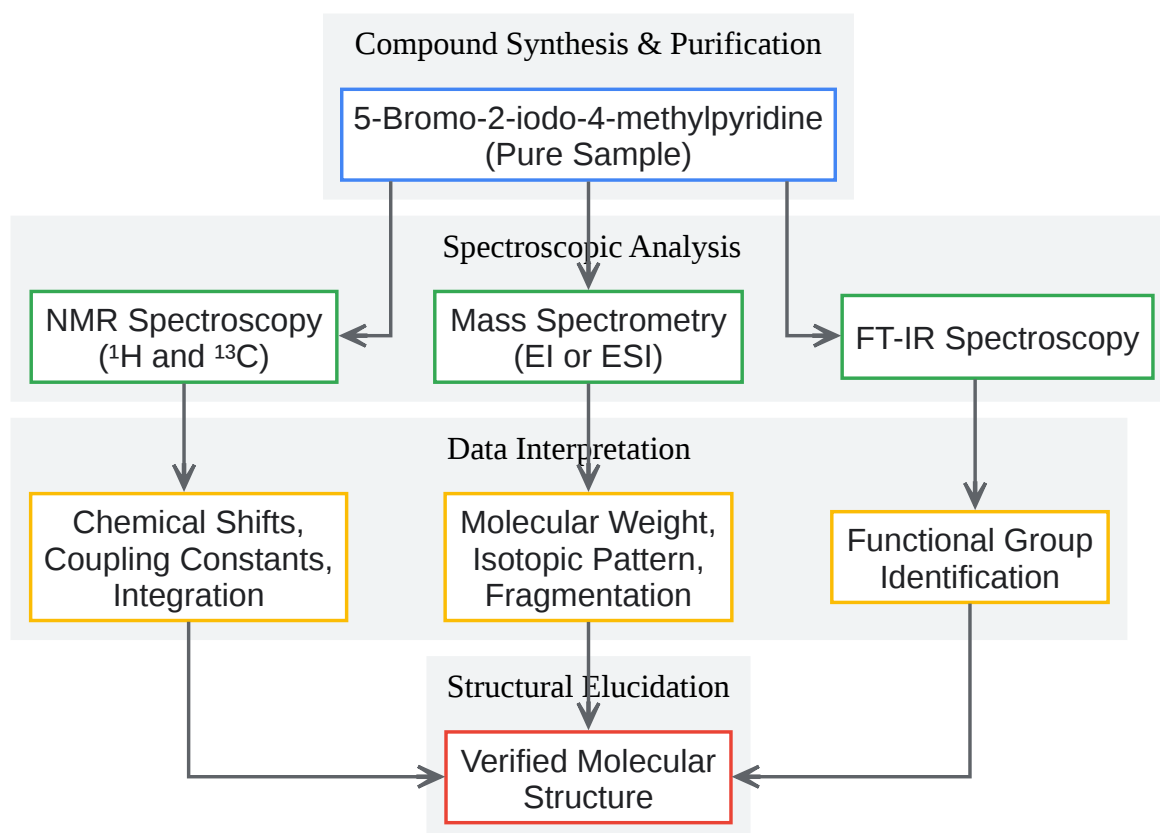 Compound Synthesis & Purification
5-Bromo-2-iodo-4-methylpyridine
(Pure Sample)
Spectroscopic Analysis
NMR Spectroscopy
(¹H and ¹³C)
Mass Spectrometry
(EI or ESI)
FT-IR Spectroscopy
Data Interpretation
Chemical Shifts,
Coupling Constants,
Integration
Molecular Weight,
Isotopic Pattern,
Fragmentation
Functional Group
Identification
Structural Elucidation
Verified Molecular
Structure